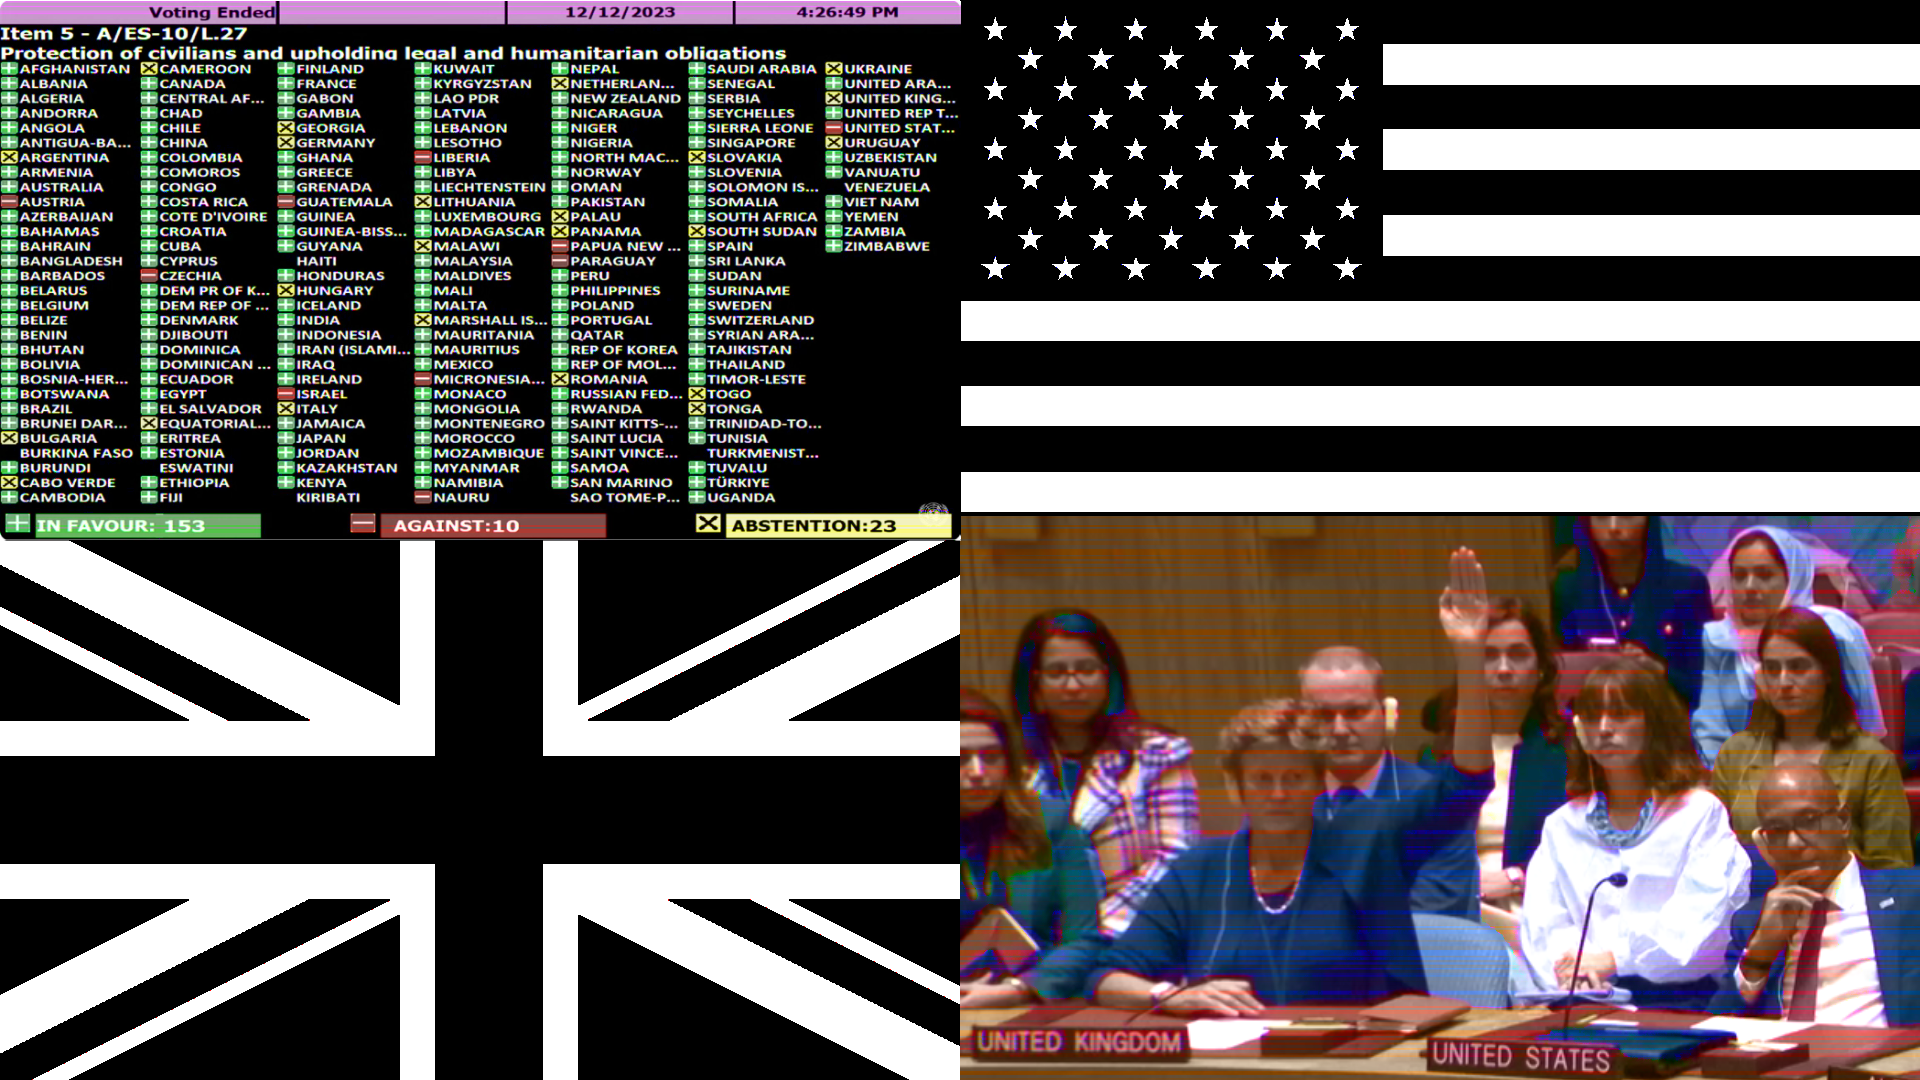 Voting Ended 12/12/2023 4:26:49 PM
Item 5 - A/ES-10/L.27
Protection of civilians and upholding legal and humanitarian obligations
AFGHANISTAN CAMEROON FINLAND KUWAIT NEPAL SAUDI ARABIA UKRAINE
ALBANIA CANADA FRANCE KYRGYZSTAN NETHERLAN... SENEGAL UNITED ARA...
ALGERIA CENTRAL AF... GABON LAO PDR NEW ZEALAND SERBIA UNITED KING...
ANDORRA CHAD GAMBIA LATVIA NICARAGUA SEYCHELLES UNITED REP T...
ANGOLA CHILE GEORGIA LEBANON NIGER SIERRA LEONE UNITED STAT...
ANTIGUA-BA... CHINA GERMANY LESOTHO NIGERIA SINGAPORE URUGUAY
ARGENTINA COLOMBIA GHANA LIBERIA NORTH MAC... SLOVAKIA UZBEKISTAN
ARMENIA COMOROS GREECE LIBYA NORWAY SLOVENIA VANUATU
AUSTRALIA CONGO GRENADA LIECHTENSTEIN OMAN SOLOMON IS... VENEZUELA
AUSTRIA COSTA RICA GUATEMALA LITHUANIA PAKISTAN SOMALIA VIET NAM
AZERBAIJAN COTE D'IVOIRE GUINEA LUXEMBOURG PALAU SOUTH AFRICA YEMEN
BAHAMAS CROATIA GUINEA-BISS... MADAGASCAR PANAMA SOUTH SUDAN ZAMBIA
BAHRAIN CUBA GUYANA MALAWI PAPUA NEW ... SPAIN ZIMBABWE
BANGLADESH CYPRUS HAITI MALAYSIA PARAGUAY SRI LANKA
BARBADOS CZECHIA HONDURAS MALDIVES PERU SUDAN
BELARUS DEM PR OF K... HUNGARY MALI PHILIPPINES SURINAME
BELGIUM DEM REP OF ... ICELAND MALTA POLAND SWEDEN
BELIZE DENMARK INDIA MARSHALL IS... PORTUGAL SWITZERLAND
BENIN DJIBOUTI INDONESIA MAURITANIA QATAR SYRIAN ARA...
BHUTAN DOMINICA IRAN (ISLAMI... MAURITIUS REP OF KOREA TAJIKISTAN
BOLIVIA DOMINICAN ... IRAQ MEXICO REP OF MOL... THAILAND
BOSNIA-HER... ECUADOR IRELAND MICRONESIA... ROMANIA TIMOR-LESTE
BOTSWANA EGYPT ISRAEL MONACO RUSSIAN FED... TOGO
BRAZIL EL SALVADOR ITALY MONGOLIA RWANDA TONGA
BRUNEI DAR... EQUATORIAL... JAMAICA MONTENEGRO SAINT KITTS-... TRINIDAD-TO...
BULGARIA ERITREA JAPAN MOROCCO SAINT LUCIA TUNISIA
BURKINA FASO ESTONIA JORDAN MOZAMBIQUE SAINT VINCE... TURKMENIST...
BURUNDI ESWATINI KAZAKHSTAN MYANMAR SAMOA TUVALU
CABO VERDE ETHIOPIA KENYA NAMIBIA SAN MARINO TÜRKIYE
CAMBODIA FIJI KIRIBATI NAURU SAO TOME-P... UGANDA
IN FAVOUR: 153 AGAINST:10 ABSTENTION:23
UNITED KINGDOM
UNITED STATES